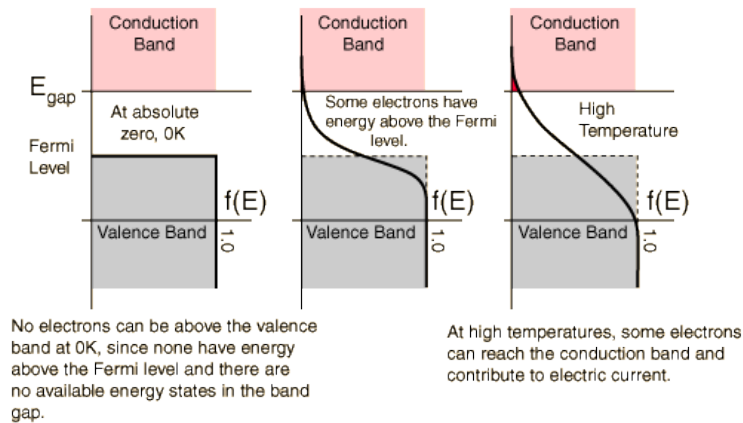 Conduction
Band
E gap
At absolute
zero, 0K
Fermi
Level
f(E)
Valence Band
1.0
Conduction
Band
Some electrons have
energy above the Fermi
level.
f(E)
Valence Band
1.0
Conduction
Band
High
Temperature
f(E)
Valence Band
1.0
No electrons can be above the valence
band at 0K, since none have energy
above the Fermi level and there are
no available energy states in the band
gap.
At high temperatures, some electrons
can reach the conduction band and
contribute to electric current.